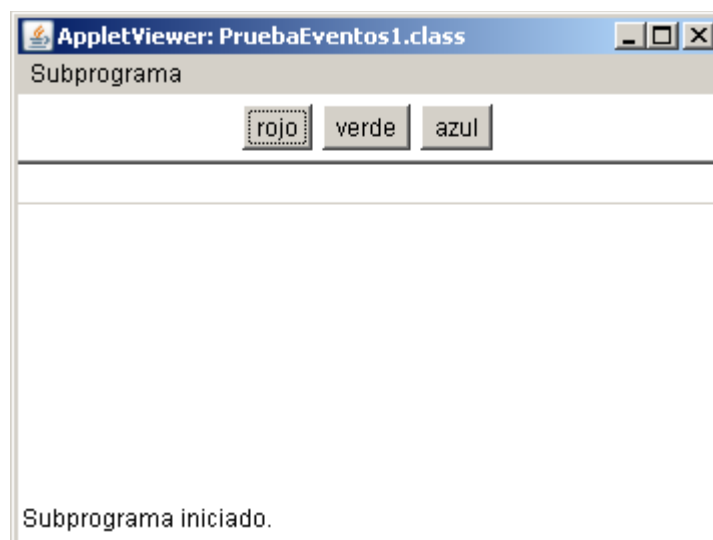 AppletViewer: PruebaEventos1.class
Subprograma
rojo verde azul
Subprograma iniciado.